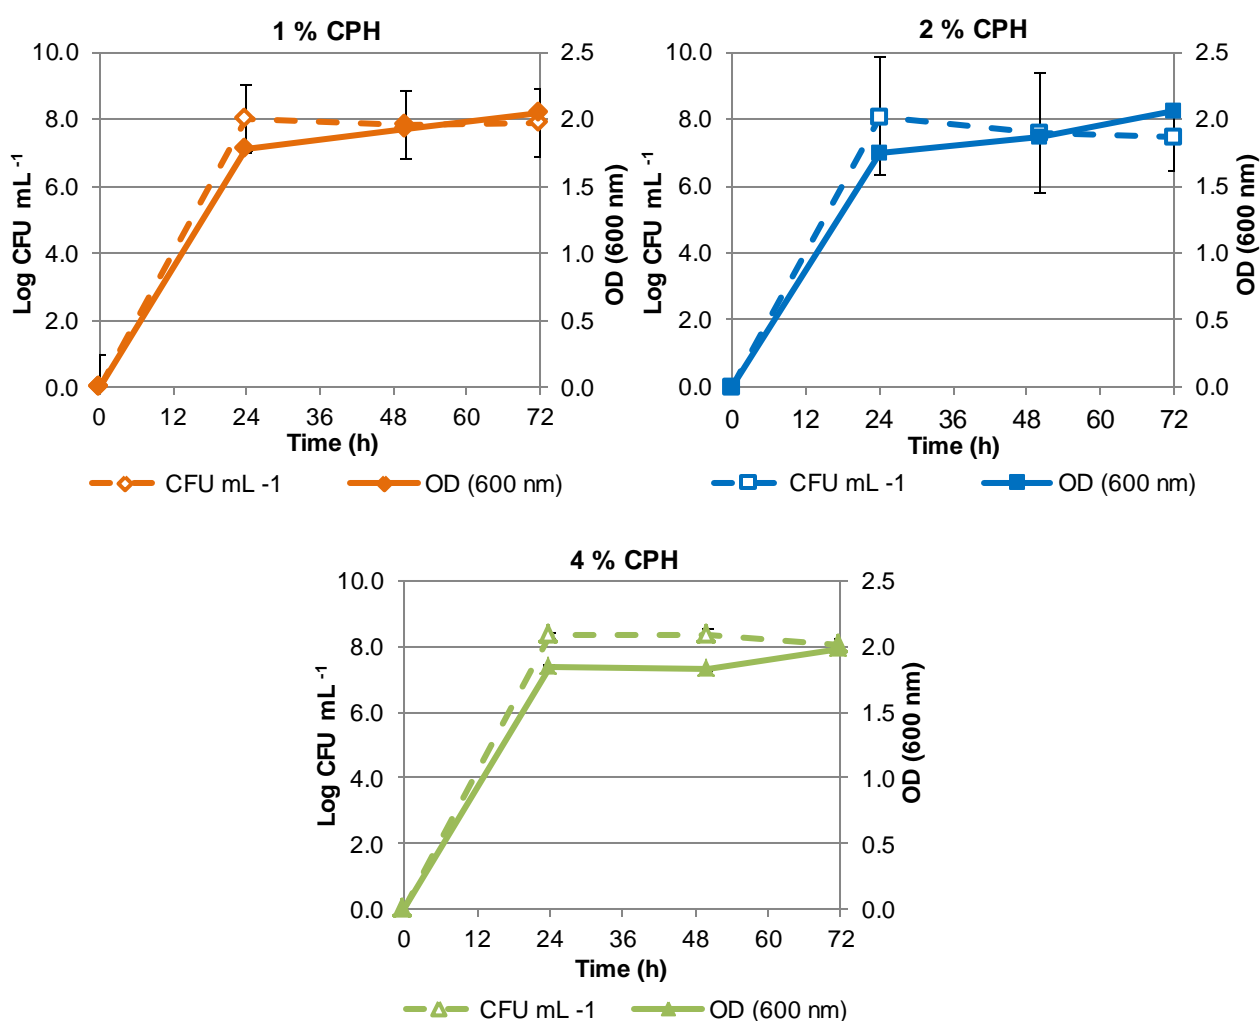 1 % CPH
10.0
8.0
6.0
4.0
2.0
0.0
Log CFU mL -1
2.5
2.0
1.5
1.0
0.5
0.0
OD (600 nm)
0 12 24 36 48 60 72
Time (h)
CFU mL -1 OD (600 nm)
2 % CPH
10.0
8.0
6.0
4.0
2.0
0.0
Log CFU mL -1
2.5
2.0
1.5
1.0
0.5
0.0
OD (600 nm)
0 12 24 36 48 60 72
Time (h)
CFU mL -1 OD (600 nm)
4 % CPH
10.0
8.0
6.0
4.0
2.0
0.0
Log CFU mL -1
2.5
2.0
1.5
1.0
0.5
0.0
OD (600 nm)
0 12 24 36 48 60 72
Time (h)
CFU mL -1 OD (600 nm)